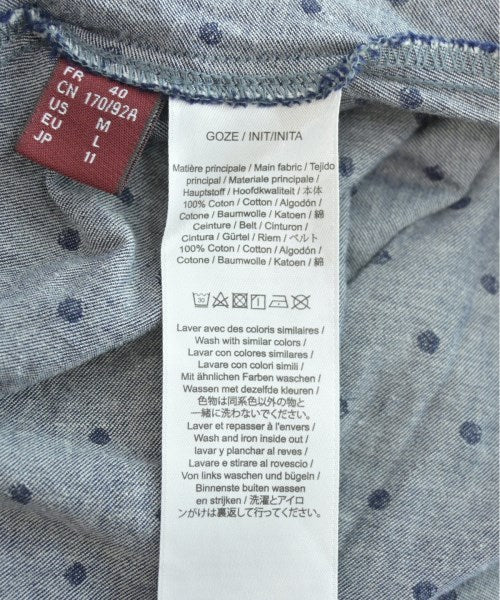 FR 40
CN 170/92A
US M
EU L
JP 11
GOZE / INIT/INITA
Matière principale / Main fabric / Tejido
principal / Materiale principale /
Hauptstoff / Hoofdkwaliteit / 本体
100% Coton / Cotton / Algodón /
Cotone / Baumwolle / Katoen / 綿
Ceinture / Belt / Cinturon /
Cintura / Gürtel / Riem / ベルト
100% Coton / Cotton / Algodón /
Cotone / Baumwolle / Katoen / 綿
30
Laver avec des coloris similaires /
Wash with similar colors /
Lavar con colores similares /
Lavare con colori simili /
Mit ähnlichen Farben waschen /
Wassen met dezelfde kleuren /
色物は同系色以外の物と
一緒に洗わないでください。
Laver et repasser à l'envers /
Wash and iron inside out /
lavar y planchar al reves /
Lavare e stirare al rovescio /
Von links waschen und bügeln /
Binnenste buiten wassen
en strijken / 洗濯とアイロ
ンがけは裏返して行ってください。